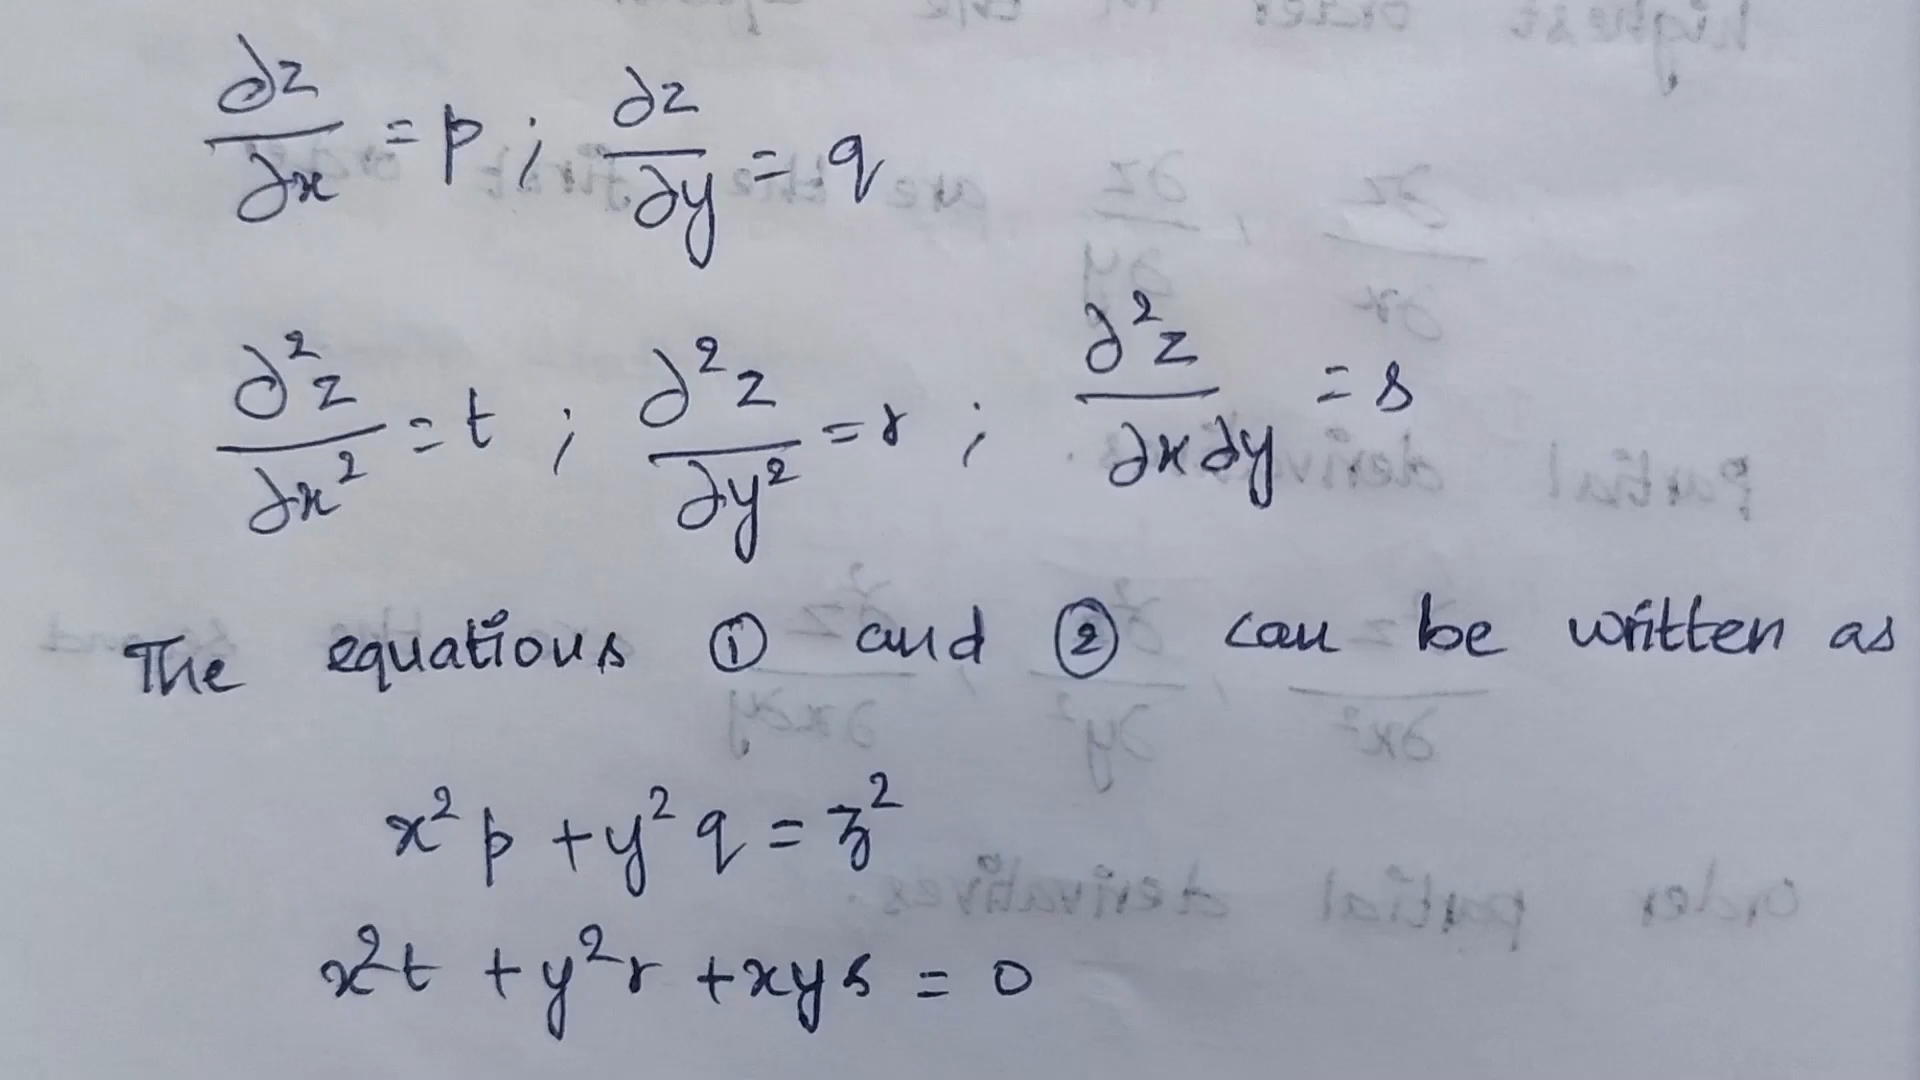 ∂z/∂x = p ; ∂z/∂y = q
∂²z/∂x² = t ; ∂²z/∂y² = r ; ∂²z/∂x∂y = s
The equations ① and ② can be written as
x²p + y²q = z²
x²t + y²r + xys = 0